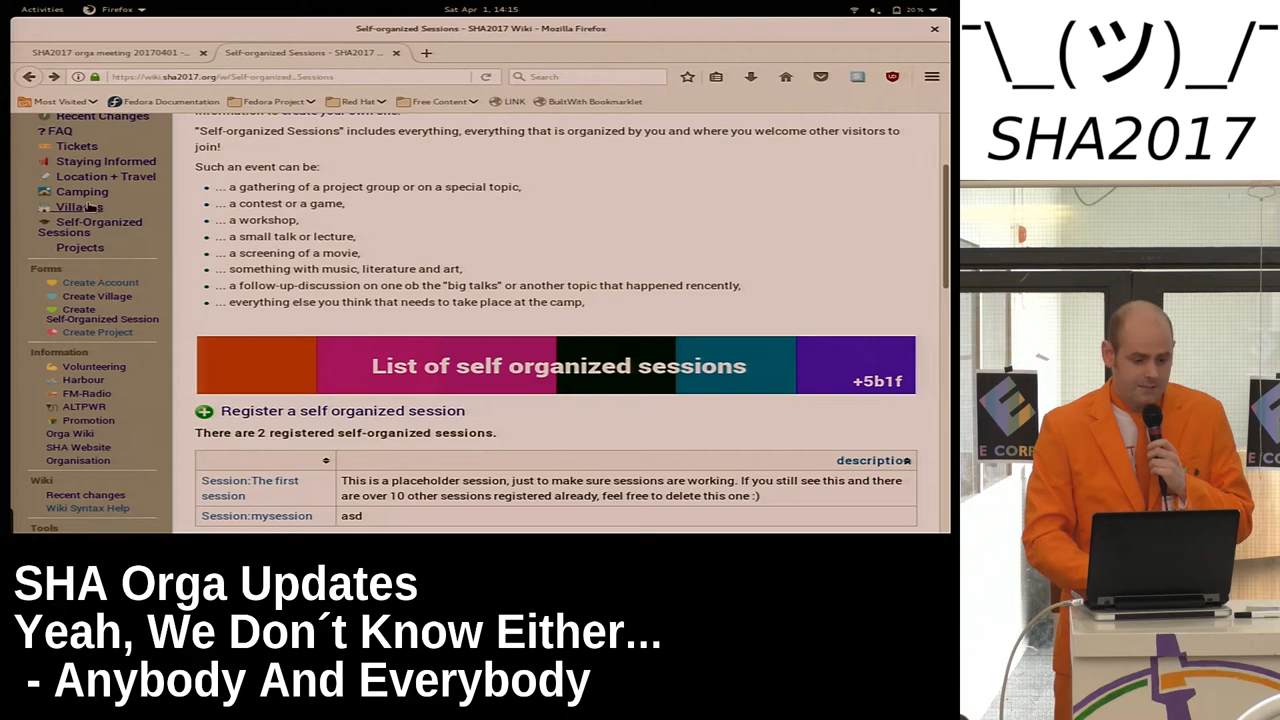 Activities
Firefox
Sat Apr 1, 14:15
20 %
Self-organized Sessions - SHA2017 Wiki - Mozilla Firefox
SHA2017 orga meeting 20170401 -...
Self-organized Sessions - SHA2017 ...
https://wiki.sha2017.org/w/Self-organized_Sessions
Search
Most Visited
Fedora Documentation
Fedora Project
Red Hat
Free Content
LINK
BuiltWith Bookmarklet
Recent Changes
? FAQ
Tickets
Staying Informed
Location + Travel
Camping
Villages
Self-Organized
Sessions
Projects
Forms
Create Account
Create Village
Create
Self-Organized Session
Create Project
Information
Volunteering
Harbour
FM-Radio
ALTPWR
Promotion
Orga Wiki
SHA Website
Organisation
Wiki
Recent changes
Wiki Syntax Help
Tools
"Self-organized Sessions" includes everything, everything that is organized by you and where you welcome other visitors to
join!
Such an event can be:
... a gathering of a project group or on a special topic,
... a contest or a game,
... a workshop,
... a small talk or lecture,
... a screening of a movie,
... something with music, literature and art,
... a follow-up-discussion on one ob the "big talks" or another topic that happened rencently,
... everything else you think that needs to take place at the camp,
List of self organized sessions
+5b1f
Register a self organized session
There are 2 registered self-organized sessions.
description
Session:The first
session
This is a placeholder session, just to make sure sessions are working. If you still see this and there
are over 10 other sessions registered already, feel free to delete this one :)
Session:mysession
asd
¯\_(ツ)_/¯
SHA2017
E CORP
SHA Orga Updates
Yeah, We Don´t Know Either...
- Anybody And Everybody